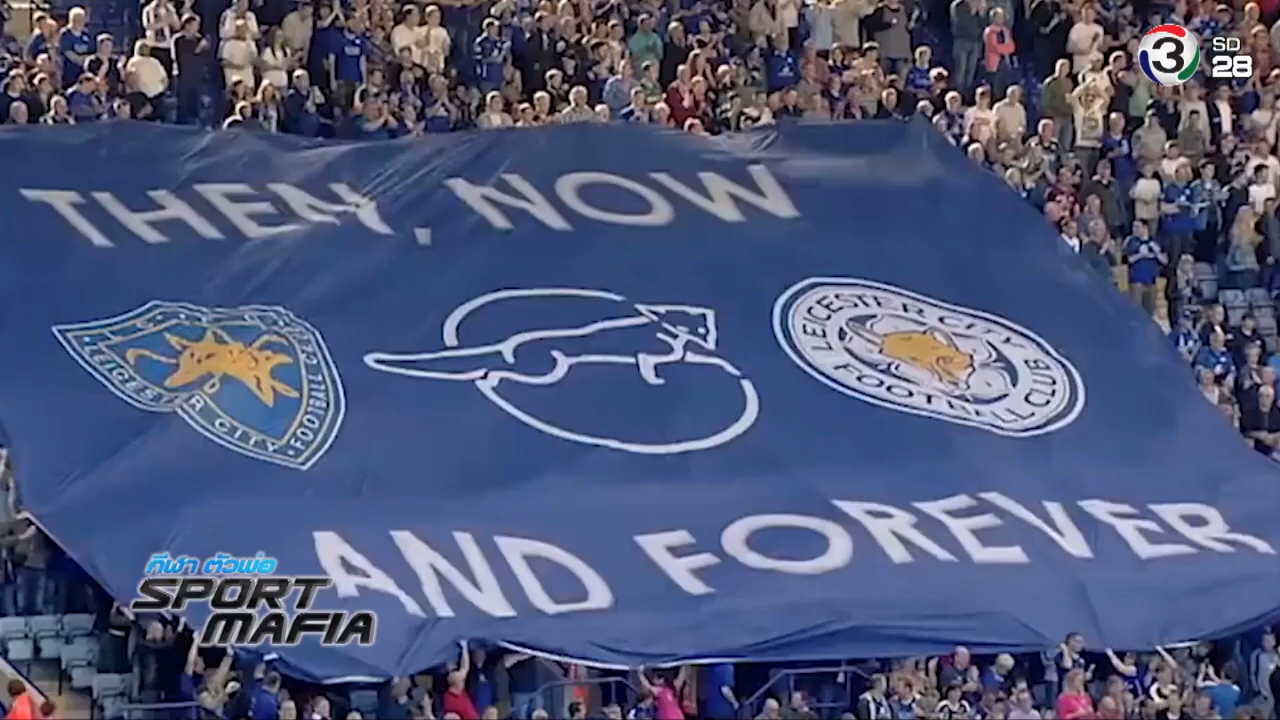 3
SD
28
THEN, NOW
LEICESTER CITY
FOOTBALL CLUB
LEICESTER CITY
FOOTBALL CLUB
AND FOREVER
กีฬา ตัวพ่อ
SPORT
MAFIA